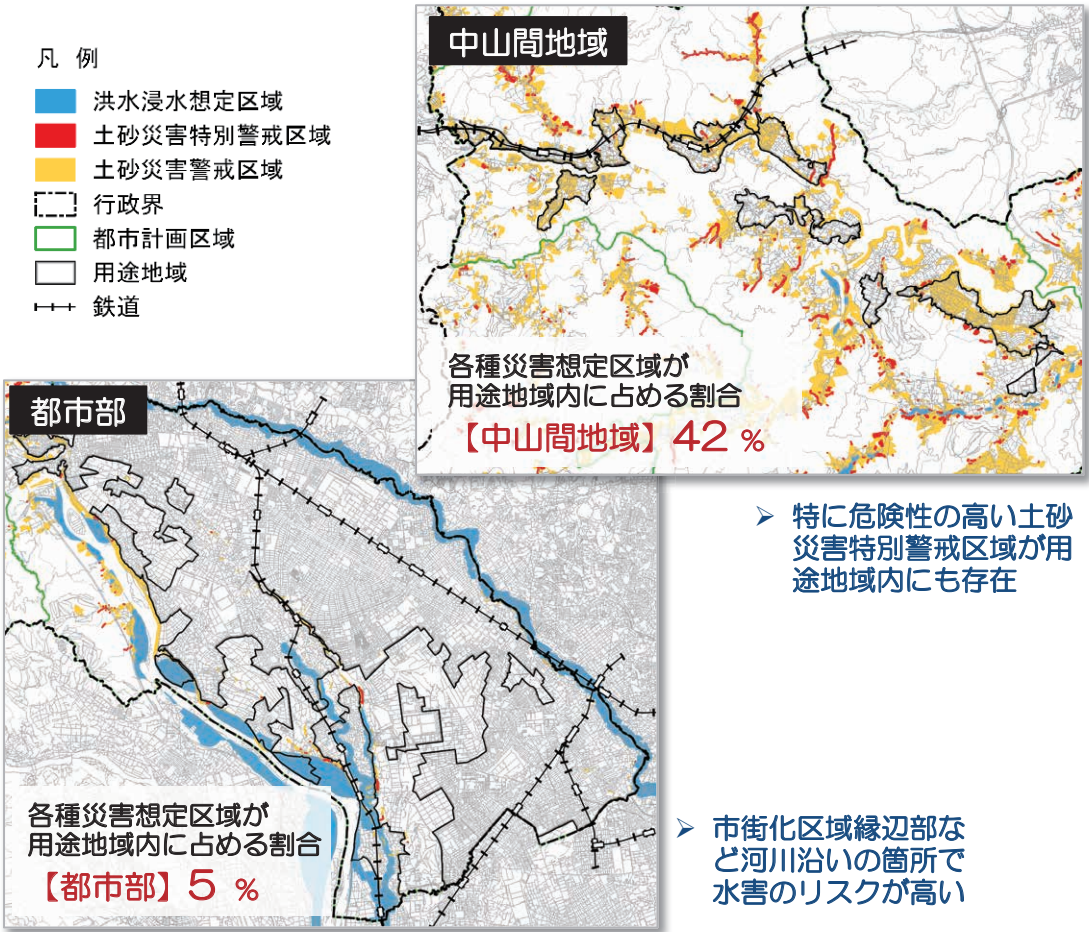 凡 例
洪水浸水想定区域
土砂災害特別警戒区域
土砂災害警戒区域
行政界
都市計画区域
用途地域
鉄道
中山間地域
各種災害想定区域が
用途地域内に占める割合
【中山間地域】42 %
➢ 特に危険性の高い土砂
災害特別警戒区域が用
途地域内にも存在
都市部
各種災害想定区域が
用途地域内に占める割合
【都市部】5 %
➢ 市街化区域縁辺部な
ど河川沿いの箇所で
水害のリスクが高い